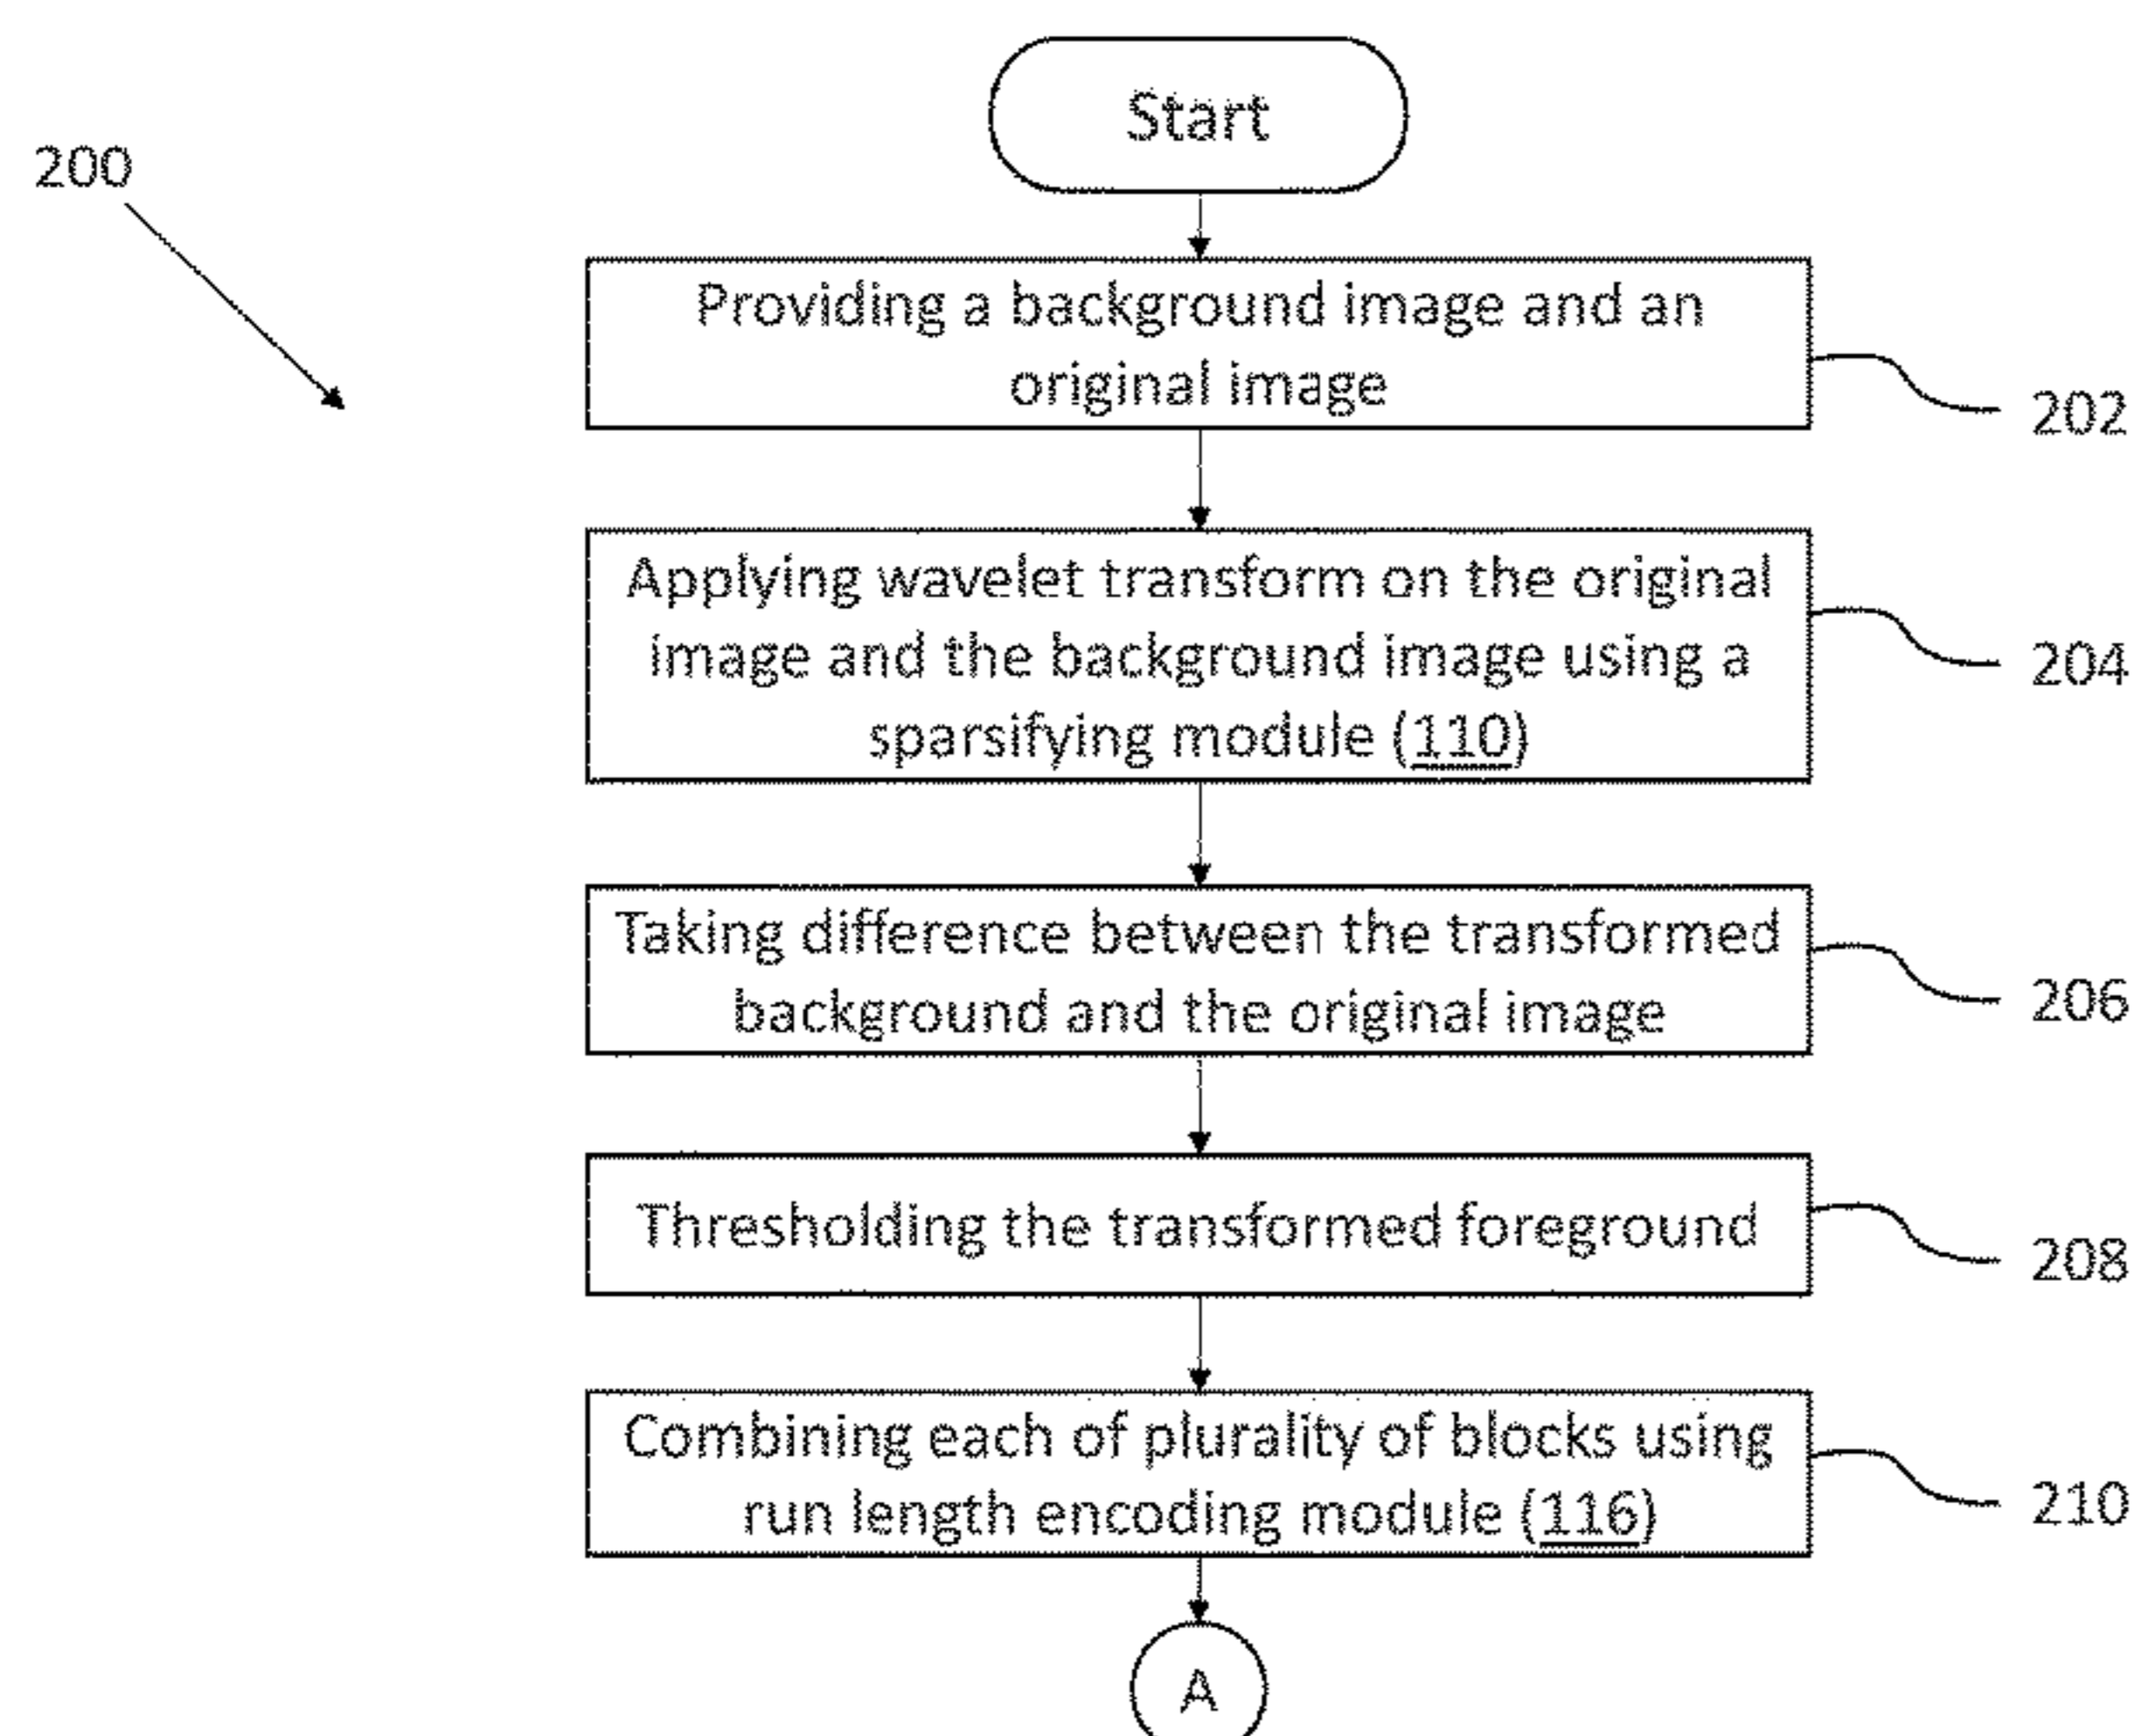 Start
200
Providing a background image and an
original image
202
Applying wavelet transform on the original
image and the background image using a
sparsifying module (110)
204
Taking difference between the transformed
background and the original image
206
Thresholding the transformed foreground
208
Combining each of plurality of blocks using
run length encoding module (116)
210
A